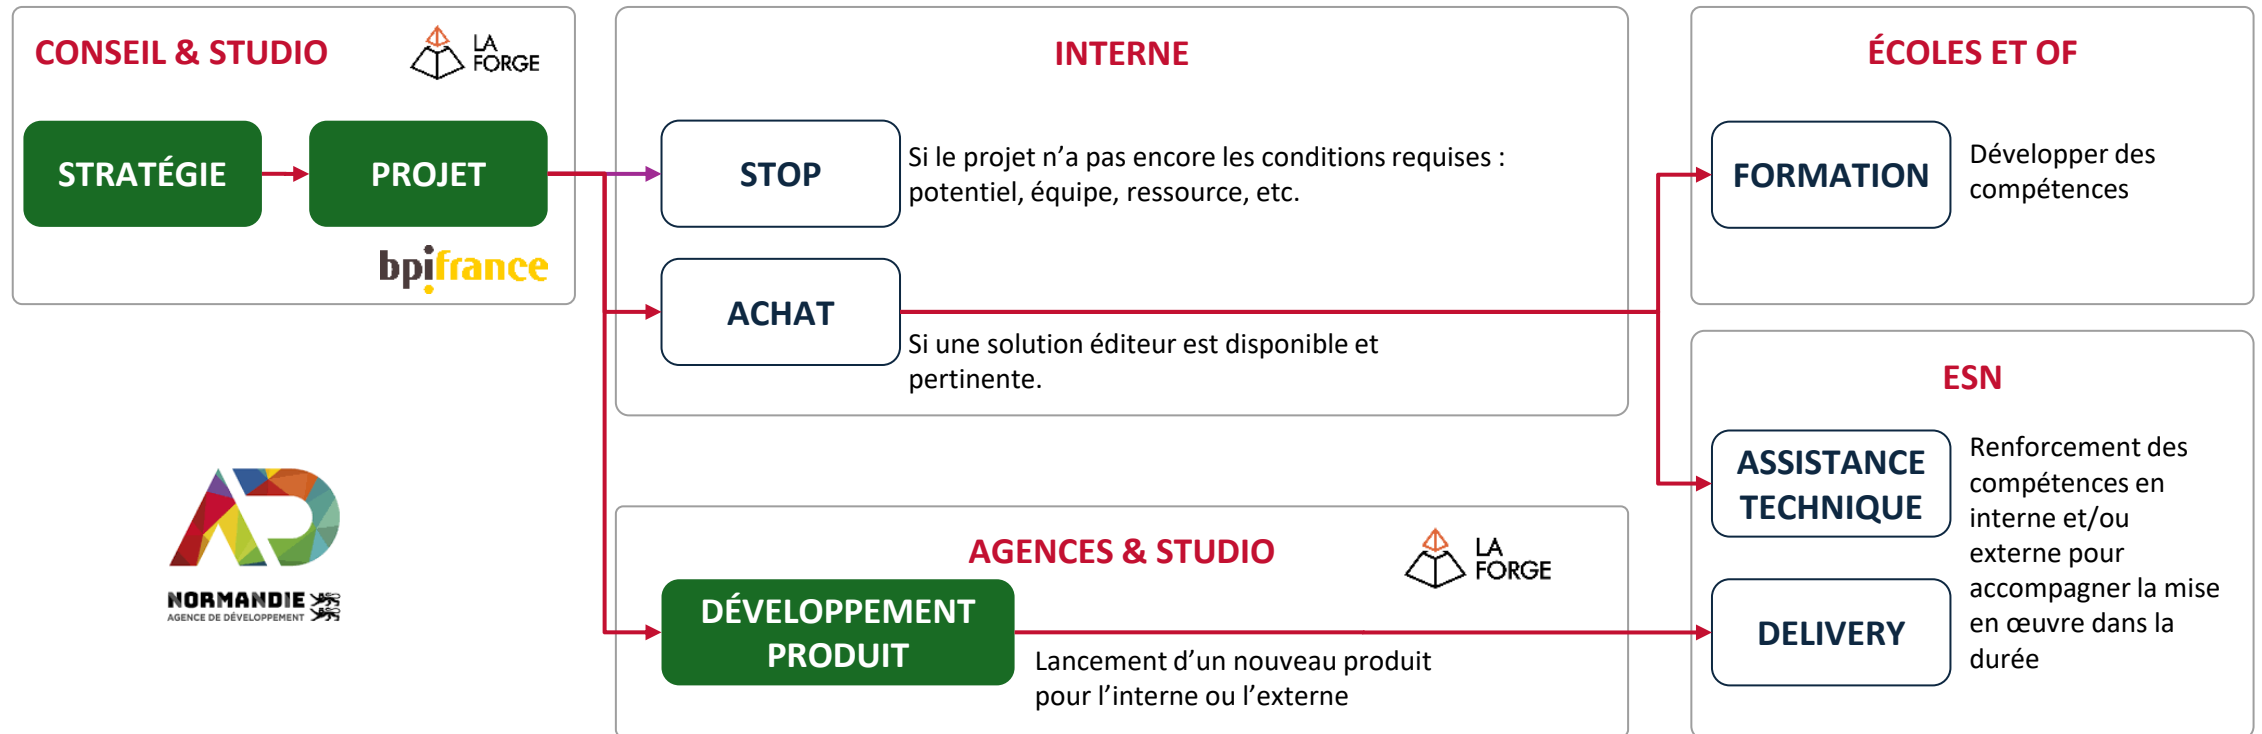 CONSEIL & STUDIO
LA
FORGE
STRATÉGIE
PROJET
bpifrance
INTERNE
STOP
Si le projet n’a pas encore les conditions requises :
potentiel, équipe, ressource, etc.
ACHAT
Si une solution éditeur est disponible et
pertinente.
ÉCOLES ET OF
FORMATION
Développer des
compétences
ESN
ASSISTANCE
TECHNIQUE
Renforcement des
compétences en
interne et/ou
externe pour
accompagner la mise
en œuvre dans la
durée
DELIVERY
AGENCES & STUDIO
LA
FORGE
DÉVELOPPEMENT
PRODUIT
Lancement d’un nouveau produit
pour l’interne ou l’externe
AD
NORMANDIE
AGENCE DE DÉVELOPPEMENT